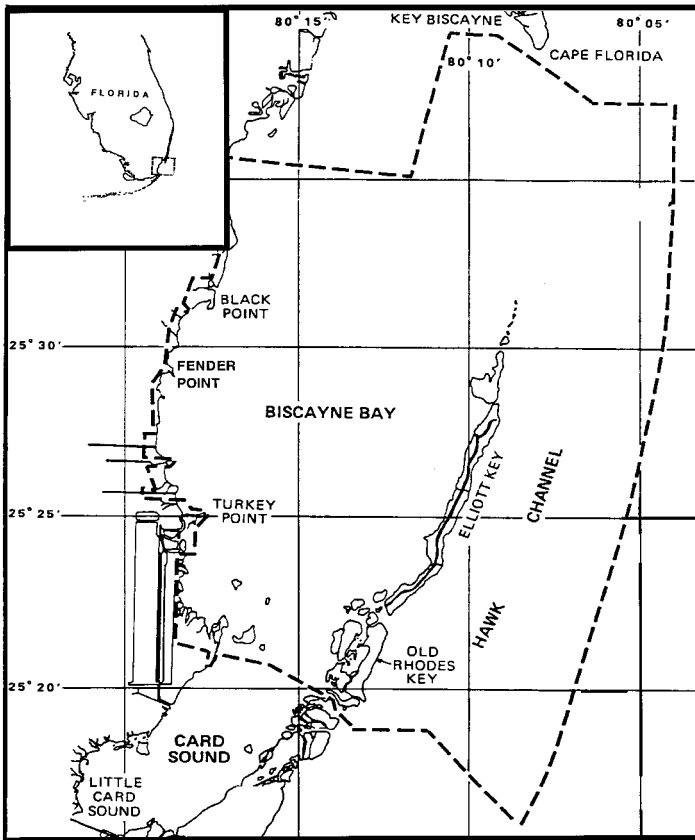 80° 15'
KEY BISCAYNE
80° 05'
CAPE FLORIDA
80° 10'
FLORIDA
BLACK
POINT
25° 30'
FENDER
POINT
BISCAYNE BAY
ELLIOTT KEY
CHANNEL
HAWK
25° 25'
TURKEY
POINT
OLD
RHODES
KEY
25° 20'
CARD
SOUND
LITTLE
CARD
SOUND